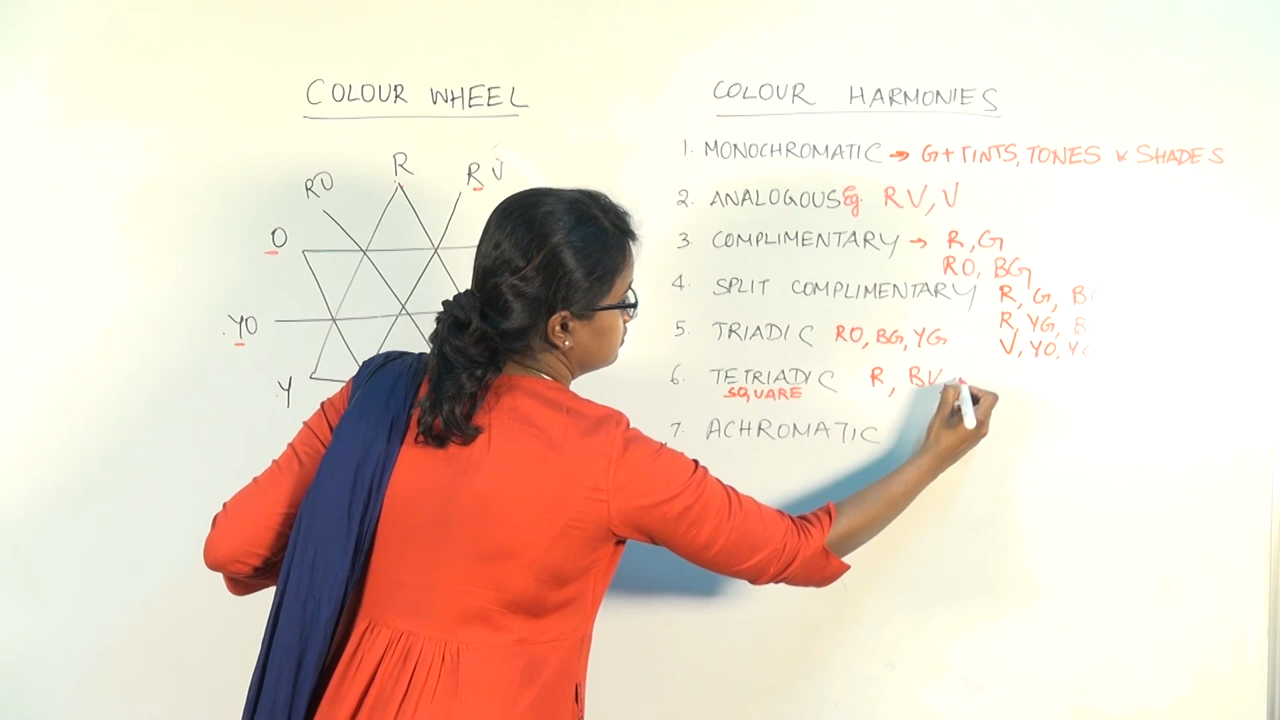 COLOUR WHEEL
R
RO
RV
O
YO
Y
COLOUR HARMONIES
1. MONOCHROMATIC → G+TINTS, TONES & SHADES
2. ANALOGOUS Eg. RV, V
3. COMPLIMENTARY → R, G
RO, BG
4. SPLIT COMPLIMENTARY R, G,
R, YG,
V, YO,
5. TRIADIC RO, BG, YG
6. TETRIADIC R, BV
SQUARE
7. ACHROMATIC